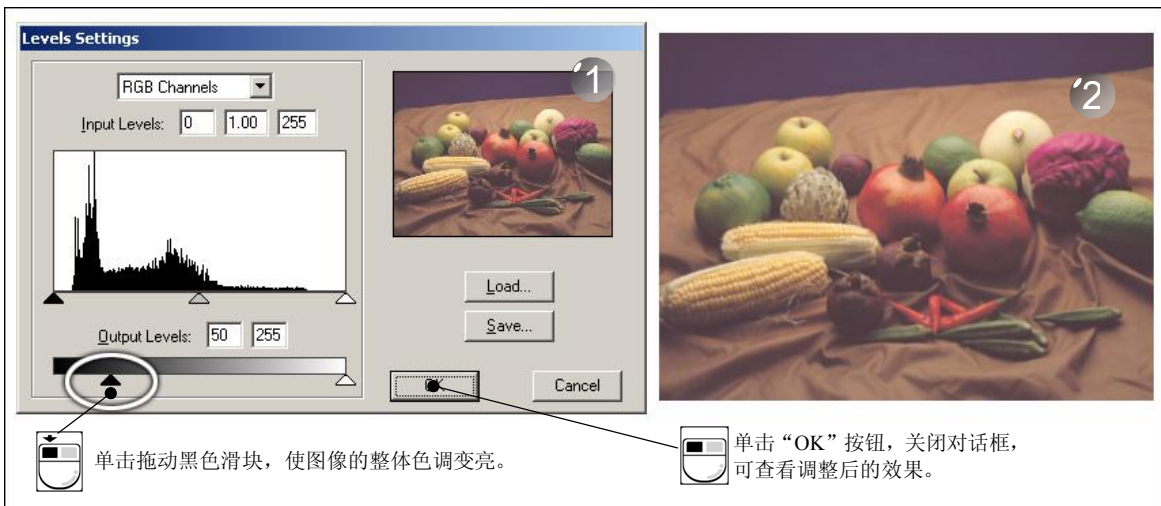 Levels Settings
RGB Channels
Input Levels: 0 1.00 255
Output Levels: 50 255
Load...
Save...
OK Cancel
1
2
单击拖动黑色滑块，使图像的整体色调变亮。
单击“OK”按钮，关闭对话框，
可查看调整后的效果。